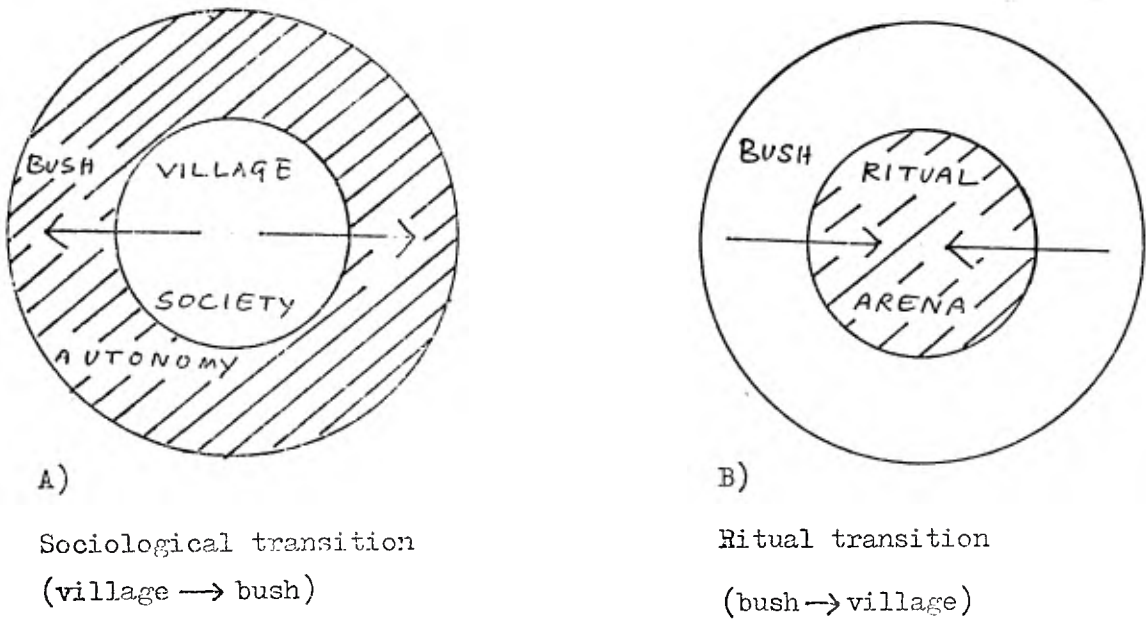 BUSH
VILLAGE
SOCIETY
AUTONOMY
A)
Sociological transition
(village → bush)
BUSH
RITUAL
ARENA
B)
Ritual transition
(bush → village)